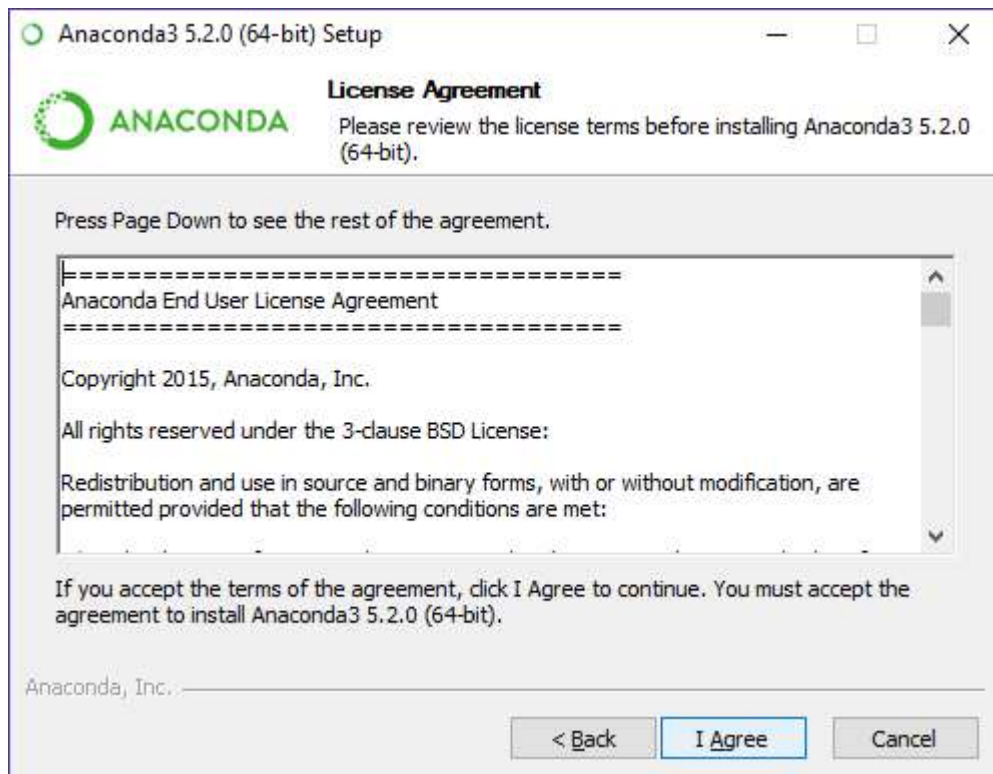 Anaconda3 5.2.0 (64-bit) Setup
ANACONDA
License Agreement
Please review the license terms before installing Anaconda3 5.2.0
(64-bit).
Press Page Down to see the rest of the agreement.
===================================
Anaconda End User License Agreement
===================================
Copyright 2015, Anaconda, Inc.
All rights reserved under the 3-clause BSD License:
Redistribution and use in source and binary forms, with or without modification, are
permitted provided that the following conditions are met:
If you accept the terms of the agreement, click I Agree to continue. You must accept the
agreement to install Anaconda3 5.2.0 (64-bit).
Anaconda, Inc.
< Back
I Agree
Cancel